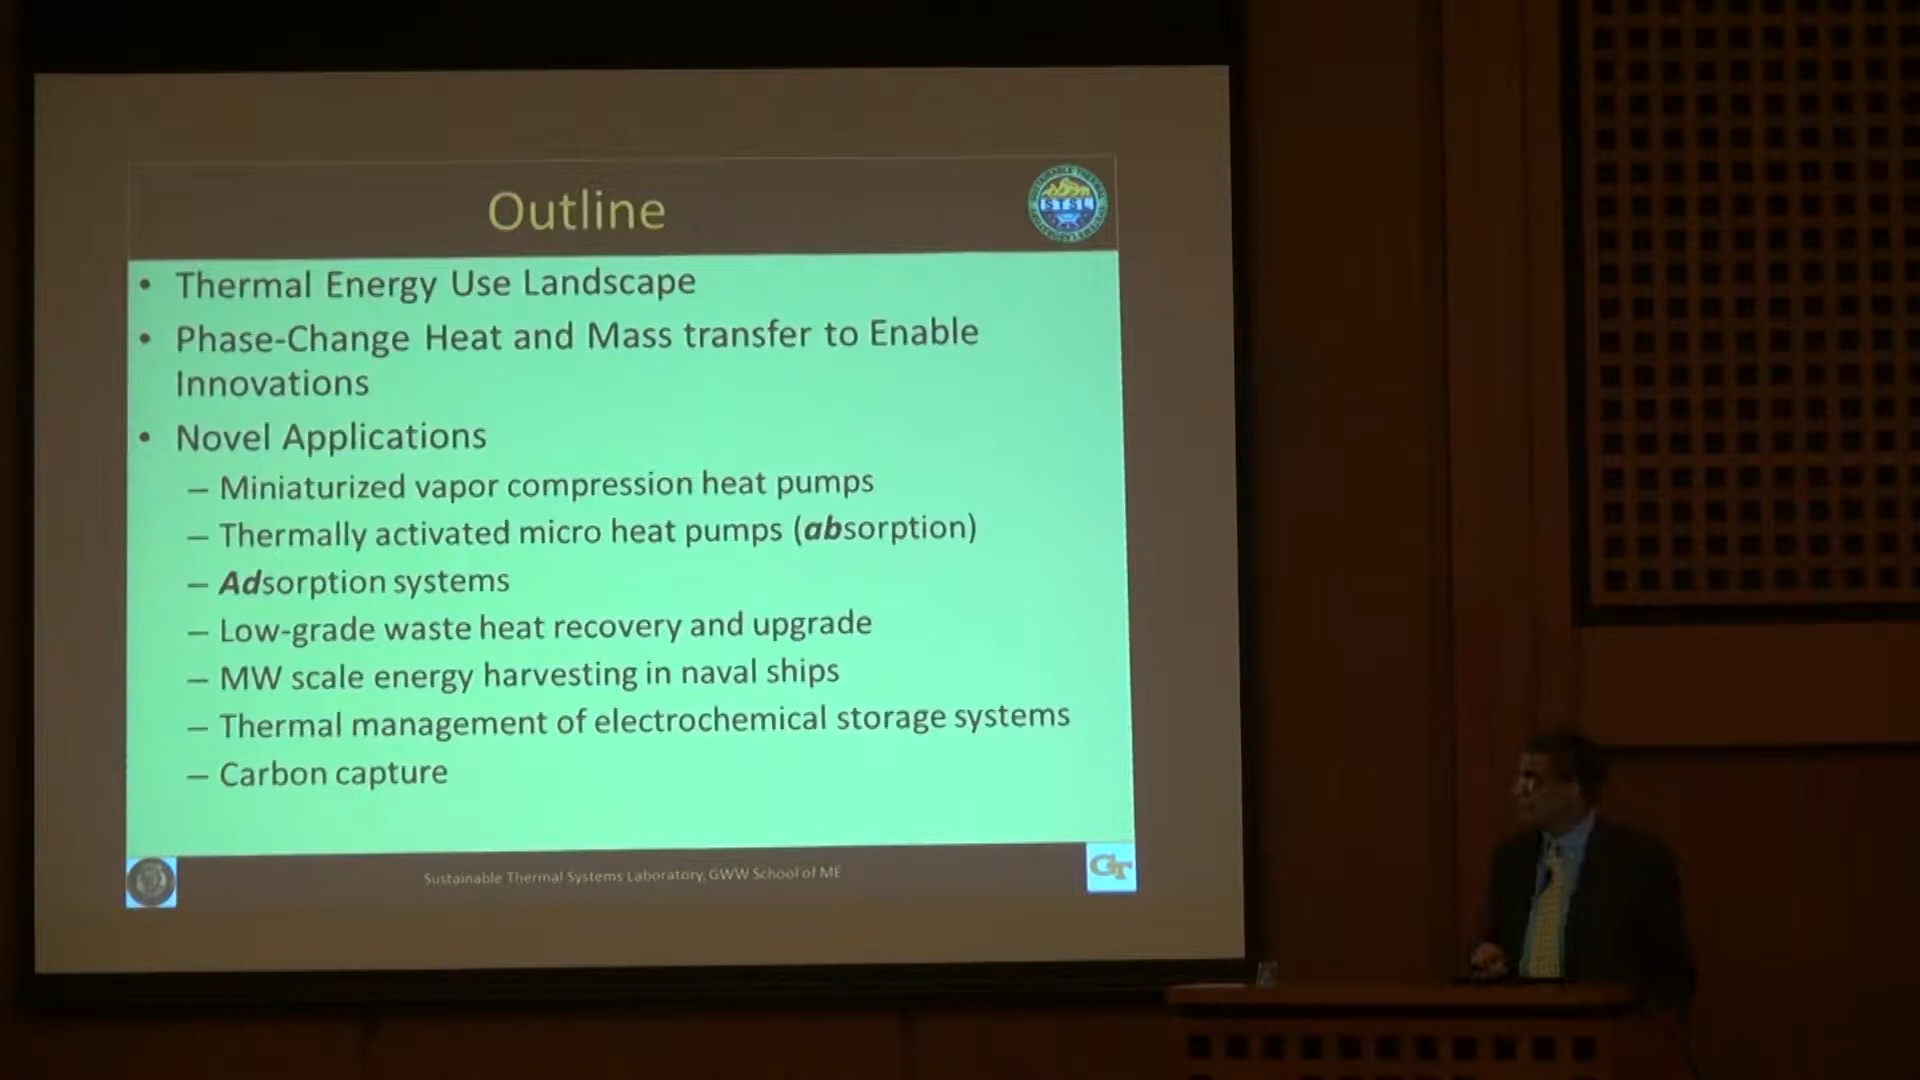 Outline
STSL
• Thermal Energy Use Landscape
• Phase-Change Heat and Mass transfer to Enable
Innovations
• Novel Applications
– Miniaturized vapor compression heat pumps
– Thermally activated micro heat pumps (absorption)
– Adsorption systems
– Low-grade waste heat recovery and upgrade
– MW scale energy harvesting in naval ships
– Thermal management of electrochemical storage systems
– Carbon capture
Sustainable Thermal Systems Laboratory, GWW School of ME
GT